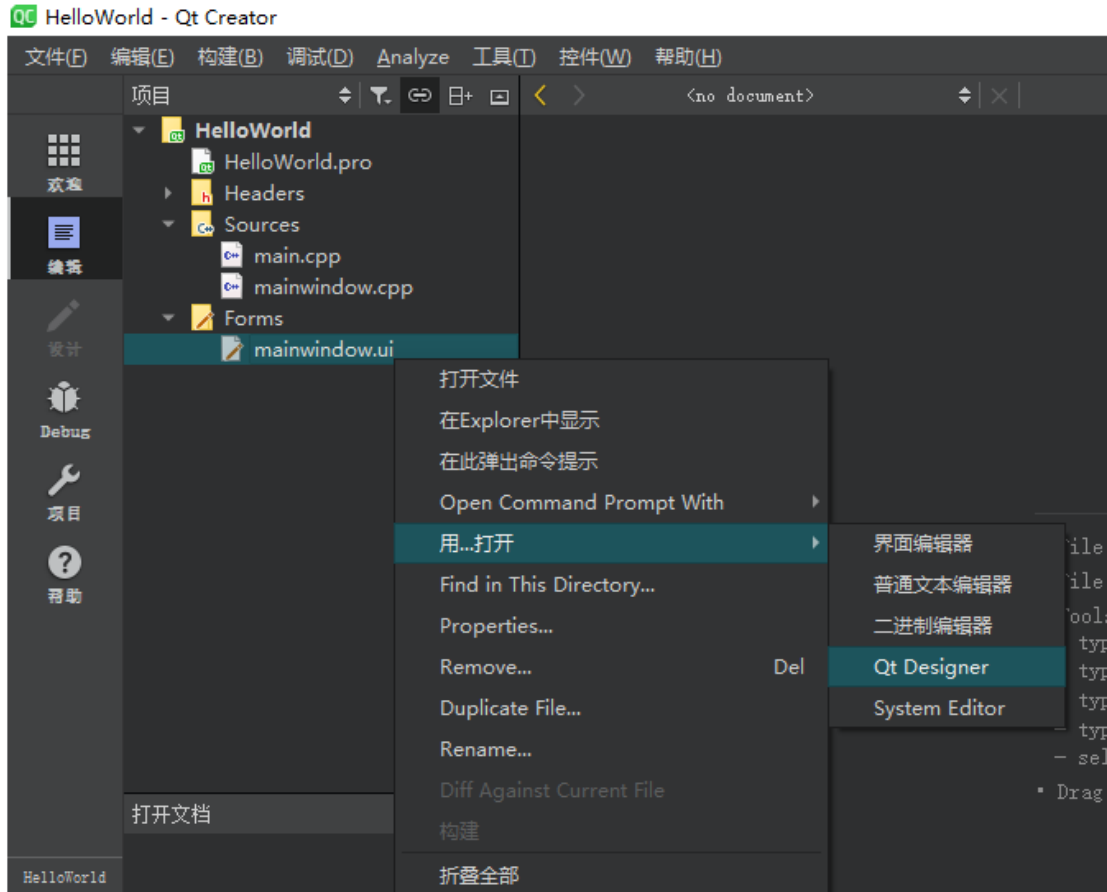 HelloWorld - Qt Creator
文件(F) 编辑(E) 构建(B) 调试(D) Analyze 工具(T) 控件(W) 帮助(H)
项目 <no document>
欢迎
编辑
设计
Debug
项目
帮助
HelloWorld
HelloWorld.pro
Headers
Sources
main.cpp
mainwindow.cpp
Forms
mainwindow.ui
打开文件
在Explorer中显示
在此弹出命令提示
Open Command Prompt With
用...打开
Find in This Directory...
Properties...
Remove... Del
Duplicate File...
Rename...
Diff Against Current File
构建
折叠全部
界面编辑器
普通文本编辑器
二进制编辑器
Qt Designer
System Editor
▪ Drag
打开文档
HelloWorld